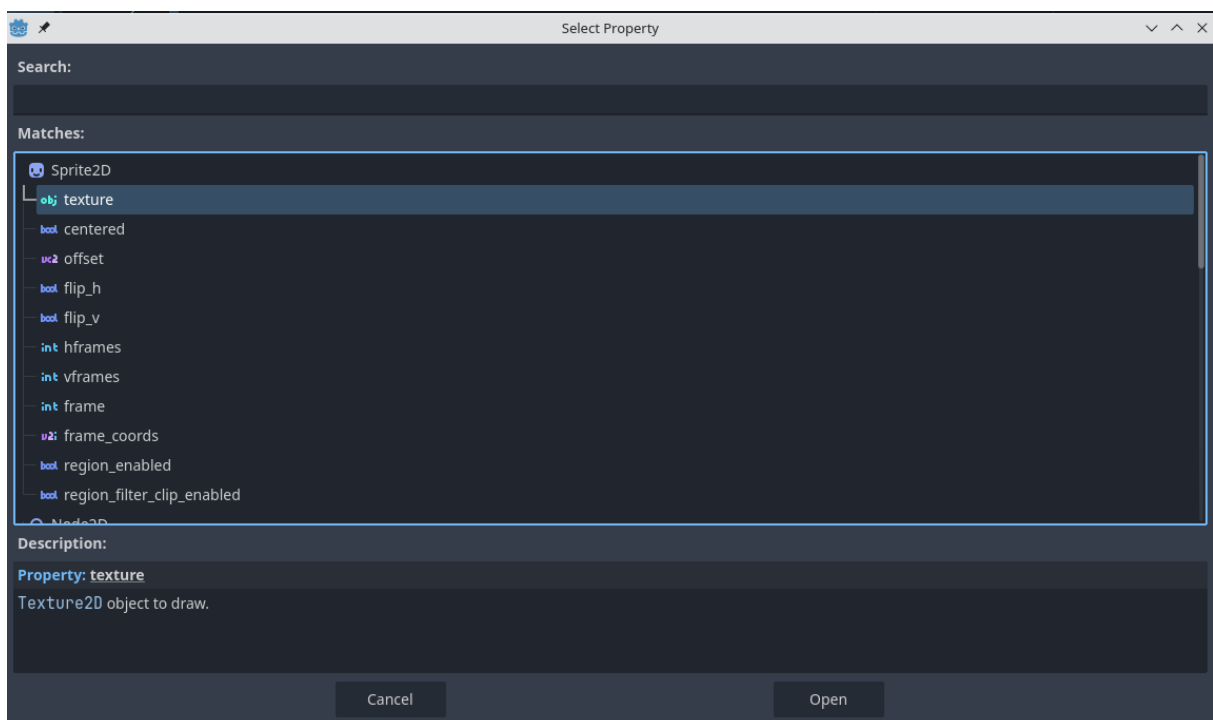 Select Property
Search:
Matches:
Sprite2D
obj texture
bool centered
vc2 offset
bool flip_h
bool flip_v
int hframes
int vframes
int frame
v2i frame_coords
bool region_enabled
bool region_filter_clip_enabled
Node2D
Description:
Property: texture
Texture2D object to draw.
Cancel Open